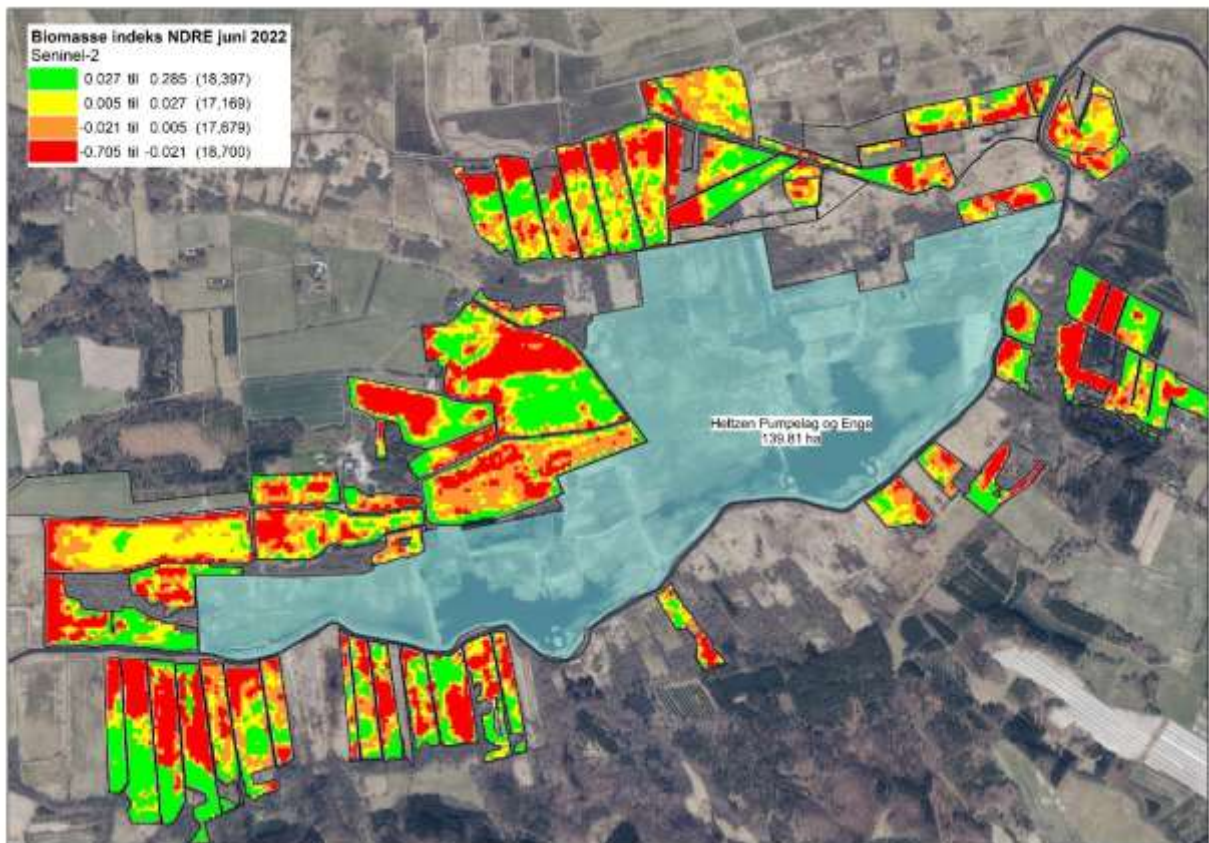 Biomasse indeks NDRE juni 2022
Seninel-2
0.027 til 0.285 (18,397)
0.005 til 0.027 (17,169)
-0.021 til 0.005 (17,679)
-0.705 til -0.021 (18,700)
Heltzen Pumpelag og Enge
139.81 ha